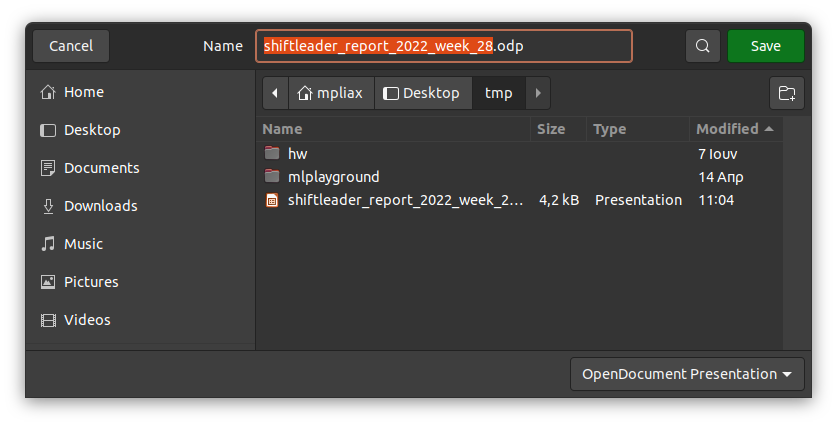 Cancel Name shiftleader_report_2022_week_28.odp Save
Home
Desktop
Documents
Downloads
Music
Pictures
Videos
mpliax Desktop tmp
Name Size Type Modified
hw 7 Ιουν
mlplayground 14 Απρ
shiftleader_report_2022_week_2… 4,2 kB Presentation 11:04
OpenDocument Presentation